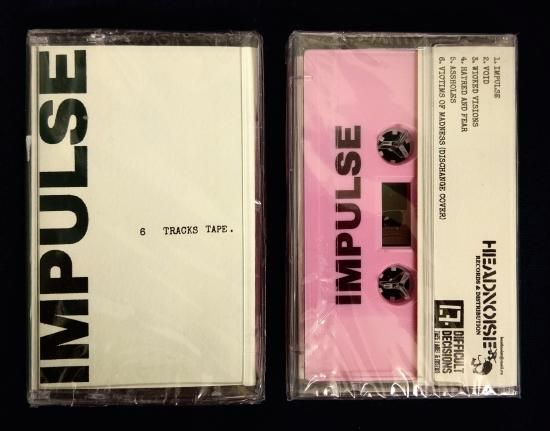 IMPULSE
6 TRACKS TAPE.
IMPULSE
1. IMPULSE
2. VOID
3. WICKED VISIONS
4. HATRED AND FEAR
5. ASSHOLES
6. VICTIMS OF MADNESS (DISCHANGE COVER)
HEADNOISE
RECORDS & DISTRIBUTION
DIFFICULT
DECISIONS